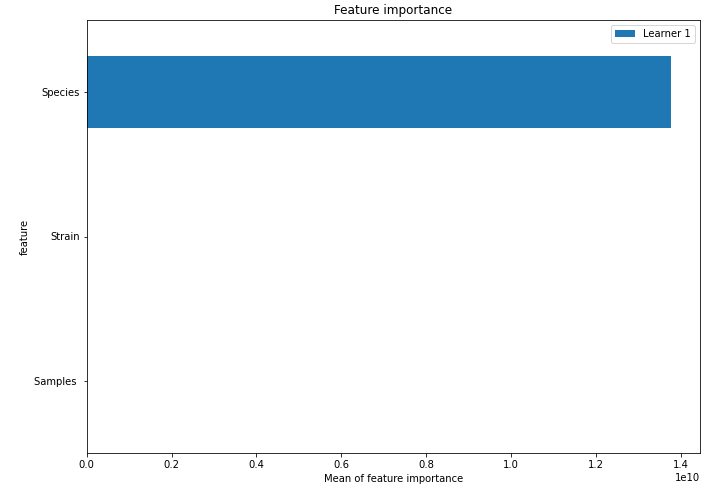 Feature importance
Learner 1
Species
Strain
Samples
feature
0.0 0.2 0.4 0.6 0.8 1.0 1.2 1.4
1e10
Mean of feature importance